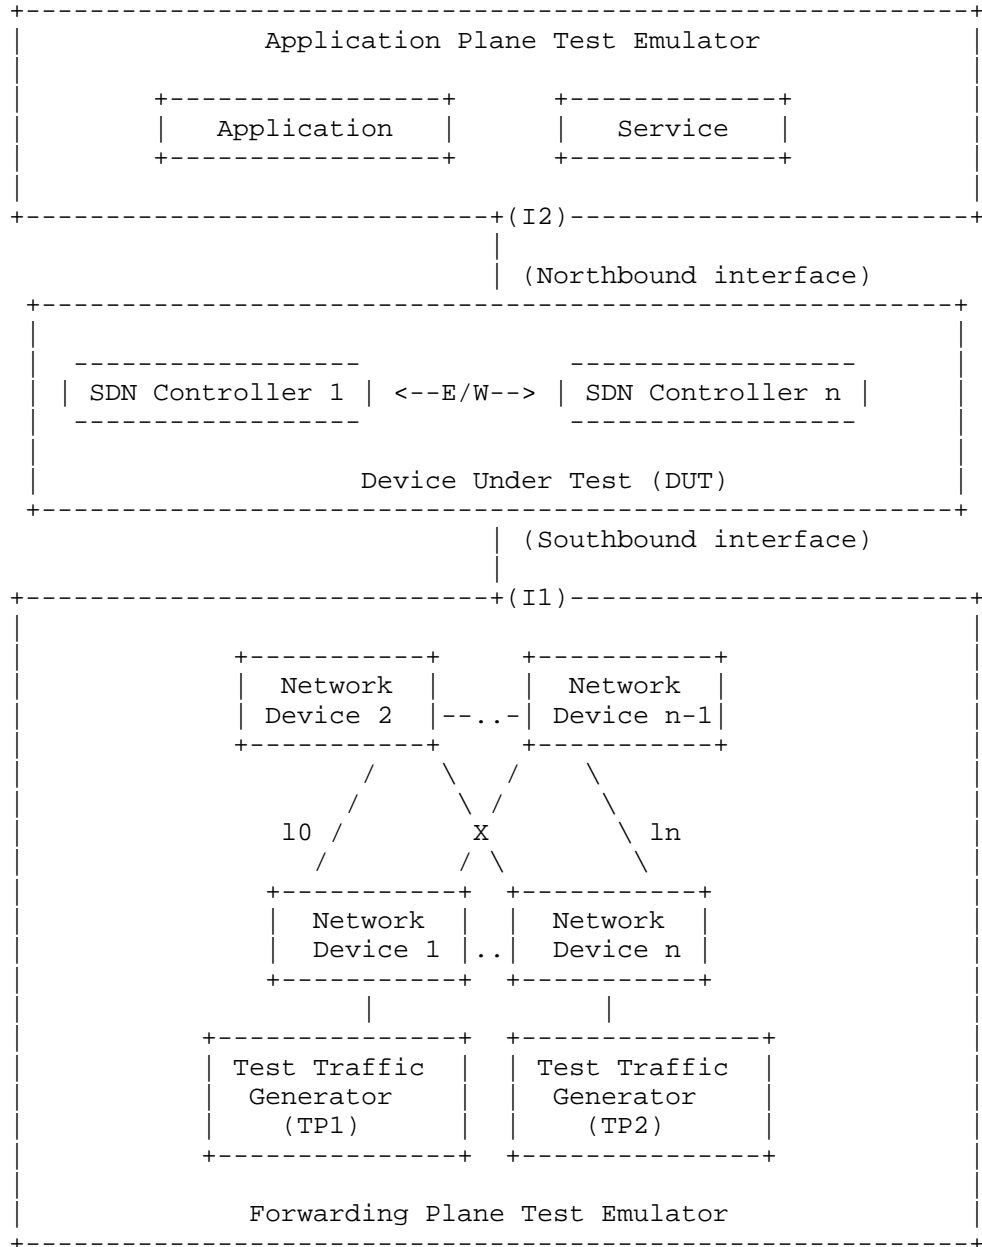 Application Plane Test Emulator
Application Service
(I2)
(Northbound interface)
SDN Controller 1 <--E/W--> SDN Controller n
Device Under Test (DUT)
(Southbound interface)
(I1)
Network Network
Device 2 --..- Device n-1
l0 X ln
Network Network
Device 1 .. Device n
Test Traffic Test Traffic
Generator Generator
(TP1) (TP2)
Forwarding Plane Test Emulator